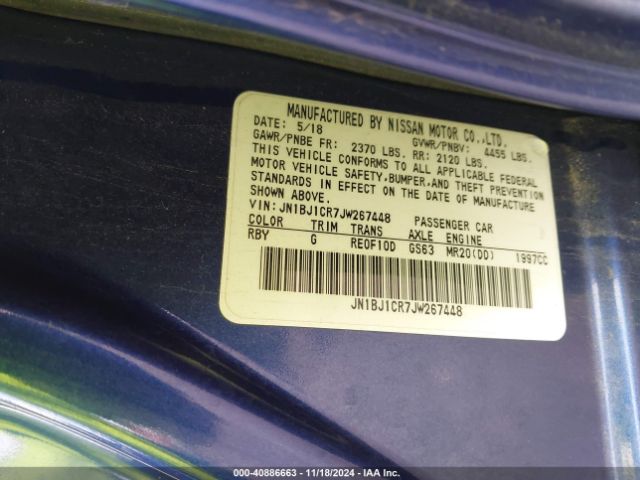 MANUFACTURED BY NISSAN MOTOR CO.,LTD.
DATE: 5/18 GVWR/PNBV: 4455 LBS.
GAWR/PNBE FR: 2370 LBS. RR: 2120 LBS.
THIS VEHICLE CONFORMS TO ALL APPLICABLE FEDERAL
MOTOR VEHICLE SAFETY,BUMPER,AND THEFT PREVENTION
STANDARDS IN EFFECT ON THE DATE OF MANUFACTURE
SHOWN ABOVE.
VIN: JN1BJ1CR7JW267448 PASSENGER CAR
COLOR TRIM TRANS AXLE ENGINE
RBY G RE0F10D GS63 MR20(DD) 1997CC
JN1BJ1CR7JW267448
00-40886663 — 11/18/2024 — IAA Inc.